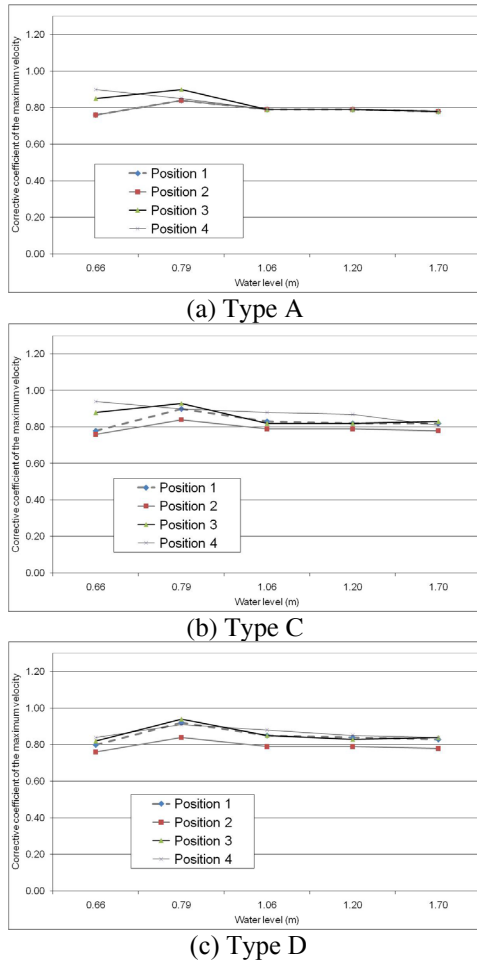 Corrective coefficient of the maximum velocity
1.20
1.00
0.80
0.60
0.40
0.20
0.00
Position 1
Position 2
Position 3
Position 4
0.66 0.79 1.06 1.20 1.70
Water level (m)
(a) Type A
Corrective coefficient of the maximum velocity
1.20
1.00
0.80
0.60
0.40
0.20
0.00
Position 1
Position 2
Position 3
Position 4
0.66 0.79 1.06 1.20 1.70
Water level (m)
(b) Type C
Corrective coefficient of the maximum velocity
1.20
1.00
0.80
0.60
0.40
0.20
0.00
Position 1
Position 2
Position 3
Position 4
0.66 0.79 1.06 1.20 1.70
Water level (m)
(c) Type D